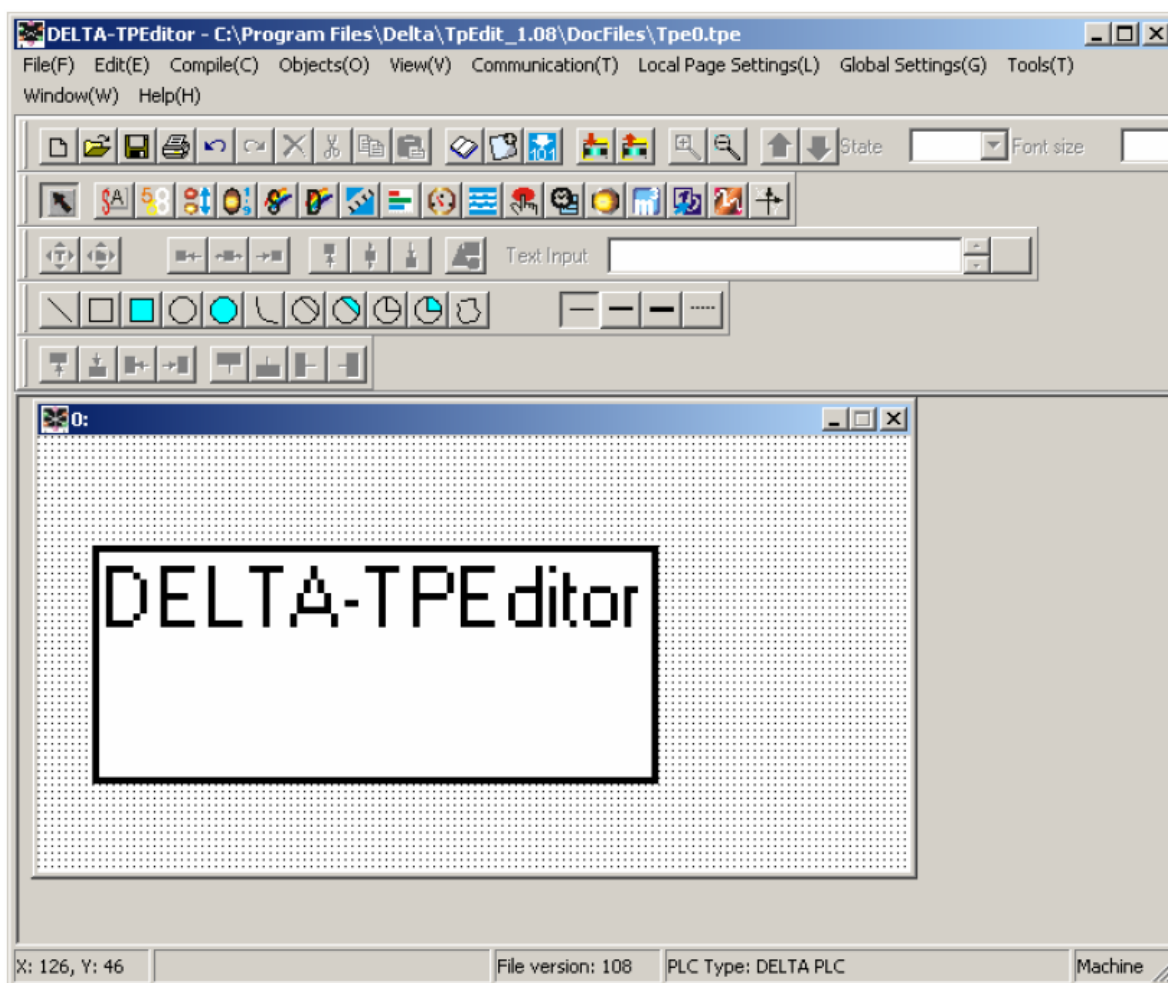 DELTA-TPEditor - C:\Program Files\Delta\TpEdit_1.08\DocFiles\Tpe0.tpe
File(F) Edit(E) Compile(C) Objects(O) View(V) Communication(T) Local Page Settings(L) Global Settings(G) Tools(T)
Window(W) Help(H)
101 State Font size
Text Input
0:
DELTA-TPEditor
X: 126, Y: 46 File version: 108 PLC Type: DELTA PLC Machine